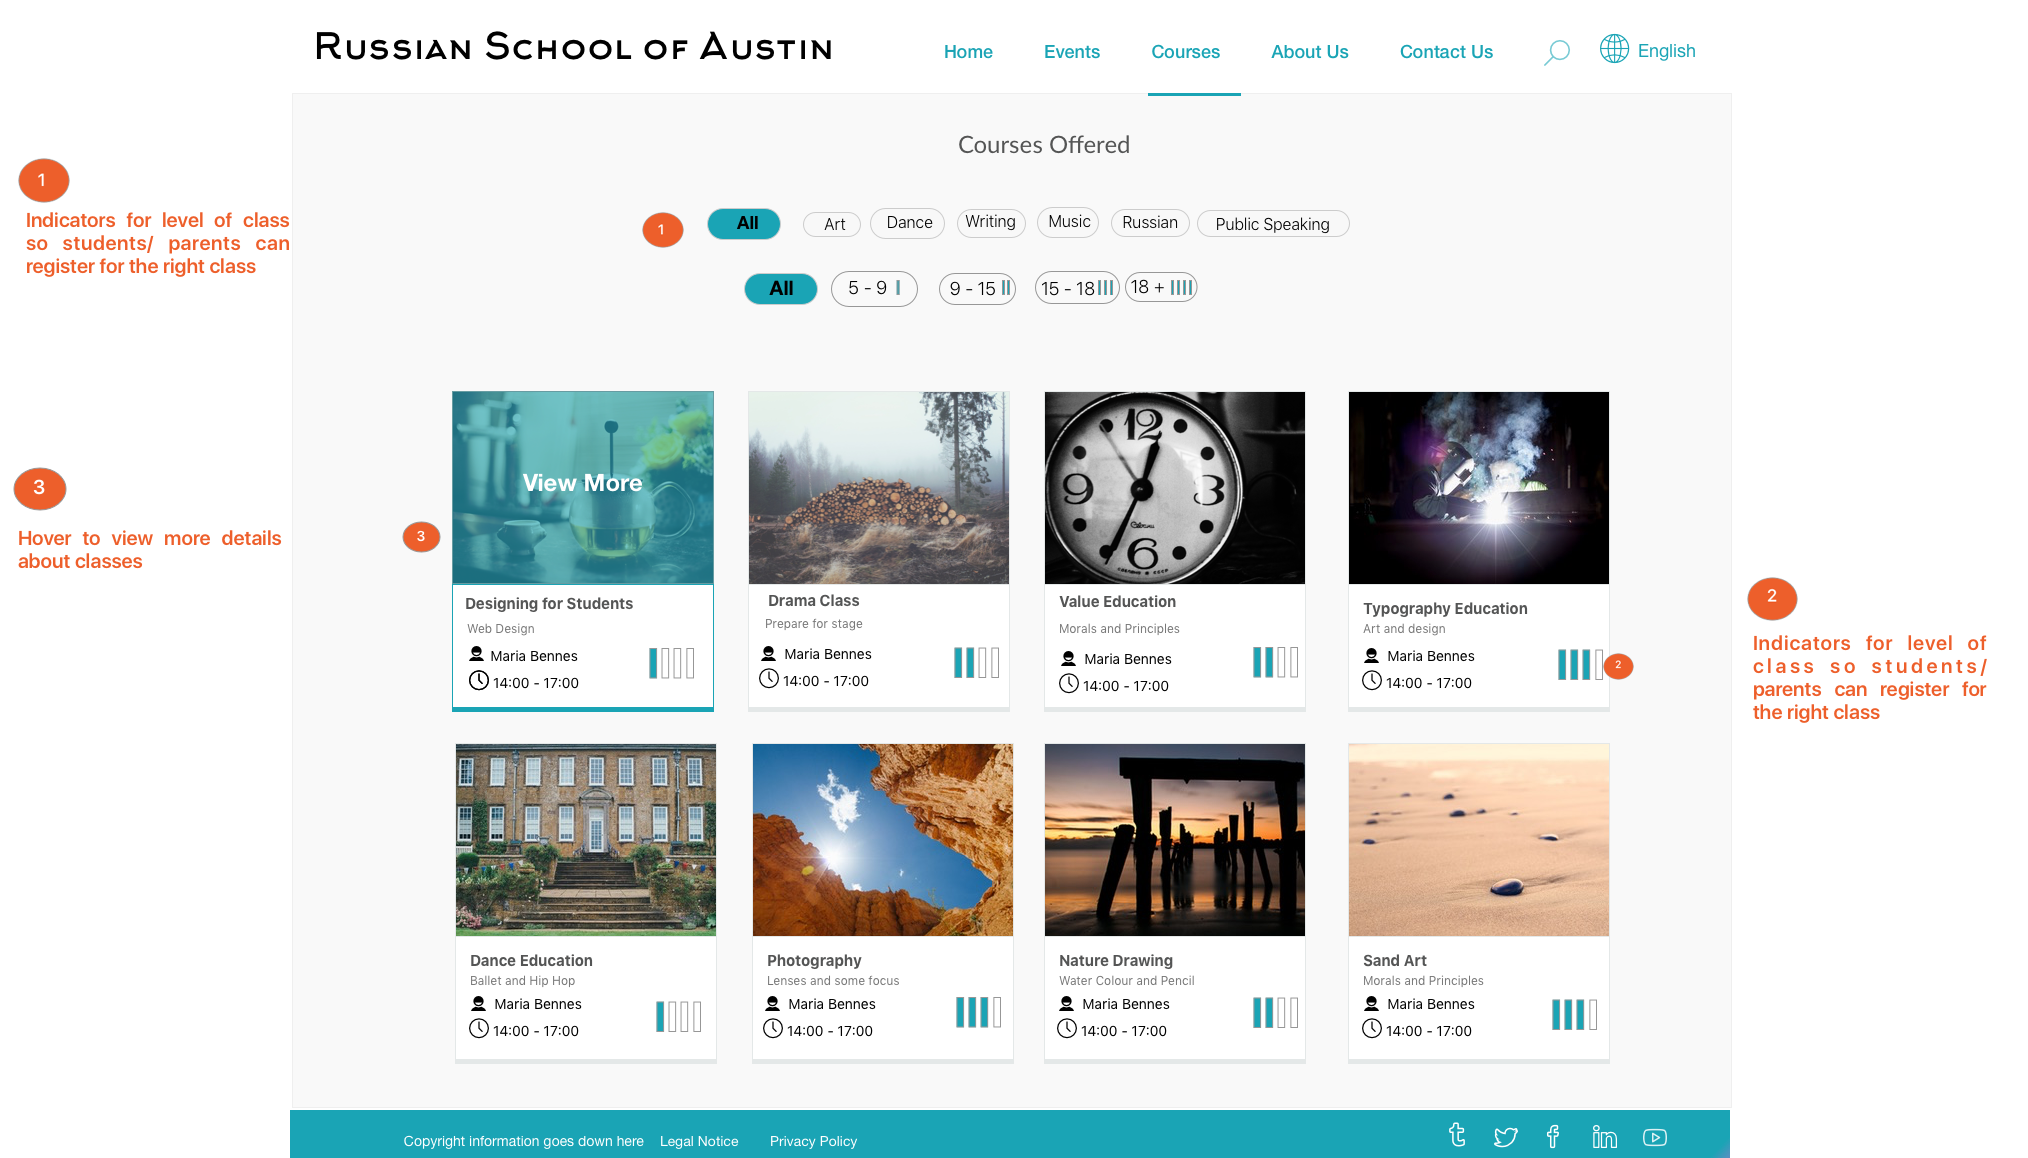 RUSSIAN SCHOOL OF AUSTIN
Home Events Courses About Us Contact Us English
Courses Offered
1
Indicators for level of class
so students/ parents can
register for the right class
1
All Art Dance Writing Music Russian Public Speaking
All 5 - 9 9 - 15 15 - 18 18 +
3
Hover to view more details
about classes
3
View More
12
9 3
6
Designing for Students
Web Design
Maria Bennes
14:00 - 17:00
Drama Class
Prepare for stage
Maria Bennes
14:00 - 17:00
Value Education
Morals and Principles
Maria Bennes
14:00 - 17:00
Typography Education
Art and design
Maria Bennes
14:00 - 17:00
2
2
Indicators for level of
class so students/
parents can register for
the right class
Dance Education
Ballet and Hip Hop
Maria Bennes
14:00 - 17:00
Photography
Lenses and some focus
Maria Bennes
14:00 - 17:00
Nature Drawing
Water Colour and Pencil
Maria Bennes
14:00 - 17:00
Sand Art
Morals and Principles
Maria Bennes
14:00 - 17:00
Copyright information goes down here Legal Notice Privacy Policy